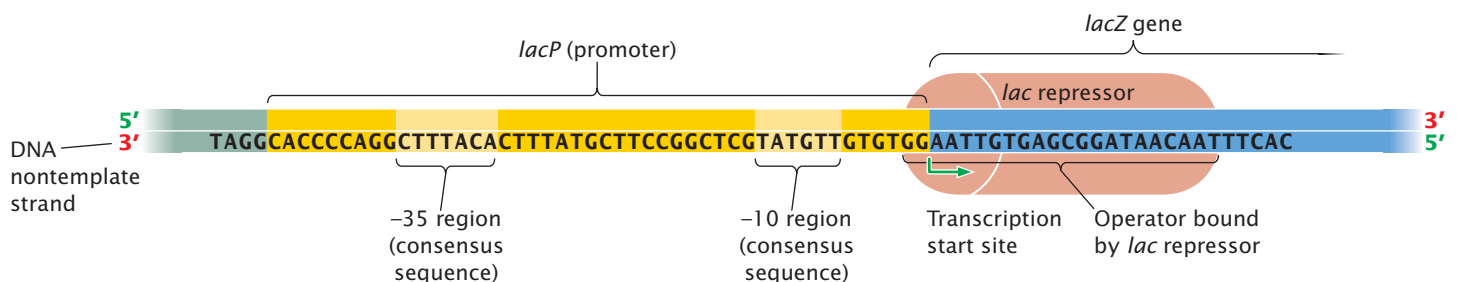 lacZ gene
lacP (promoter)
lac repressor
5′ 3′
3′ TAGGCACCCCAGGCTTTACACTTTATGCTTCCGGCTCGTATGTTGTGTGGAATTGTGAGCGGATAACAATTTCAC 5′
DNA
nontemplate
strand
–35 region
(consensus
sequence)
–10 region
(consensus
sequence)
Transcription
start site
Operator bound
by lac repressor